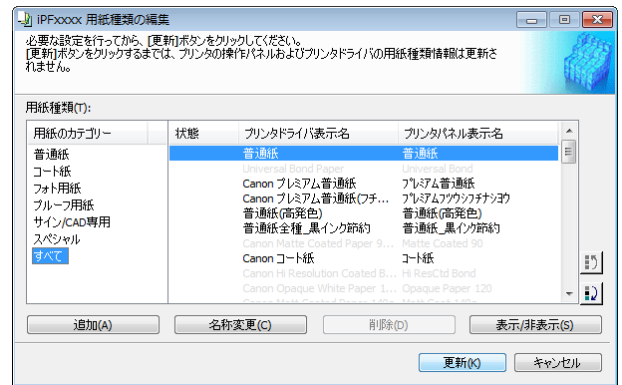 iPFxxxx 用紙種類の編集
必要な設定を行ってから、[更新]ボタンをクリックしてください。
[更新]ボタンをクリックするまでは、プリンタの操作パネルおよびプリンタドライバの用紙種類情報は更新さ
れません。
用紙種類(T):
用紙のカテゴリー 状態 プリンタドライバ表示名 プリンタパネル表示名
普通紙
コート紙
フォト用紙
プルーフ用紙
サイン/CAD専用
スペシャル
すべて
普通紙 普通紙
Universal Bond Paper Universal Bond
Canon プレミアム普通紙 プレミアム普通紙
Canon プレミアム普通紙(フチ... プレミアムフツウシフチナシヨウ
普通紙(高発色) 普通紙(高発色)
普通紙全種_黒インク節約 普通紙_黒インク節約
Canon Matte Coated Paper 9... Matte Coated 90
Canon コート紙 コート紙
Canon Hi Resolution Coated B... Hi ResCtd Bond
Canon Opaque White Paper 1... Opaque Paper 120
追加(A) 名称変更(C) 削除(D) 表示/非表示(S)
更新(K) キャンセル